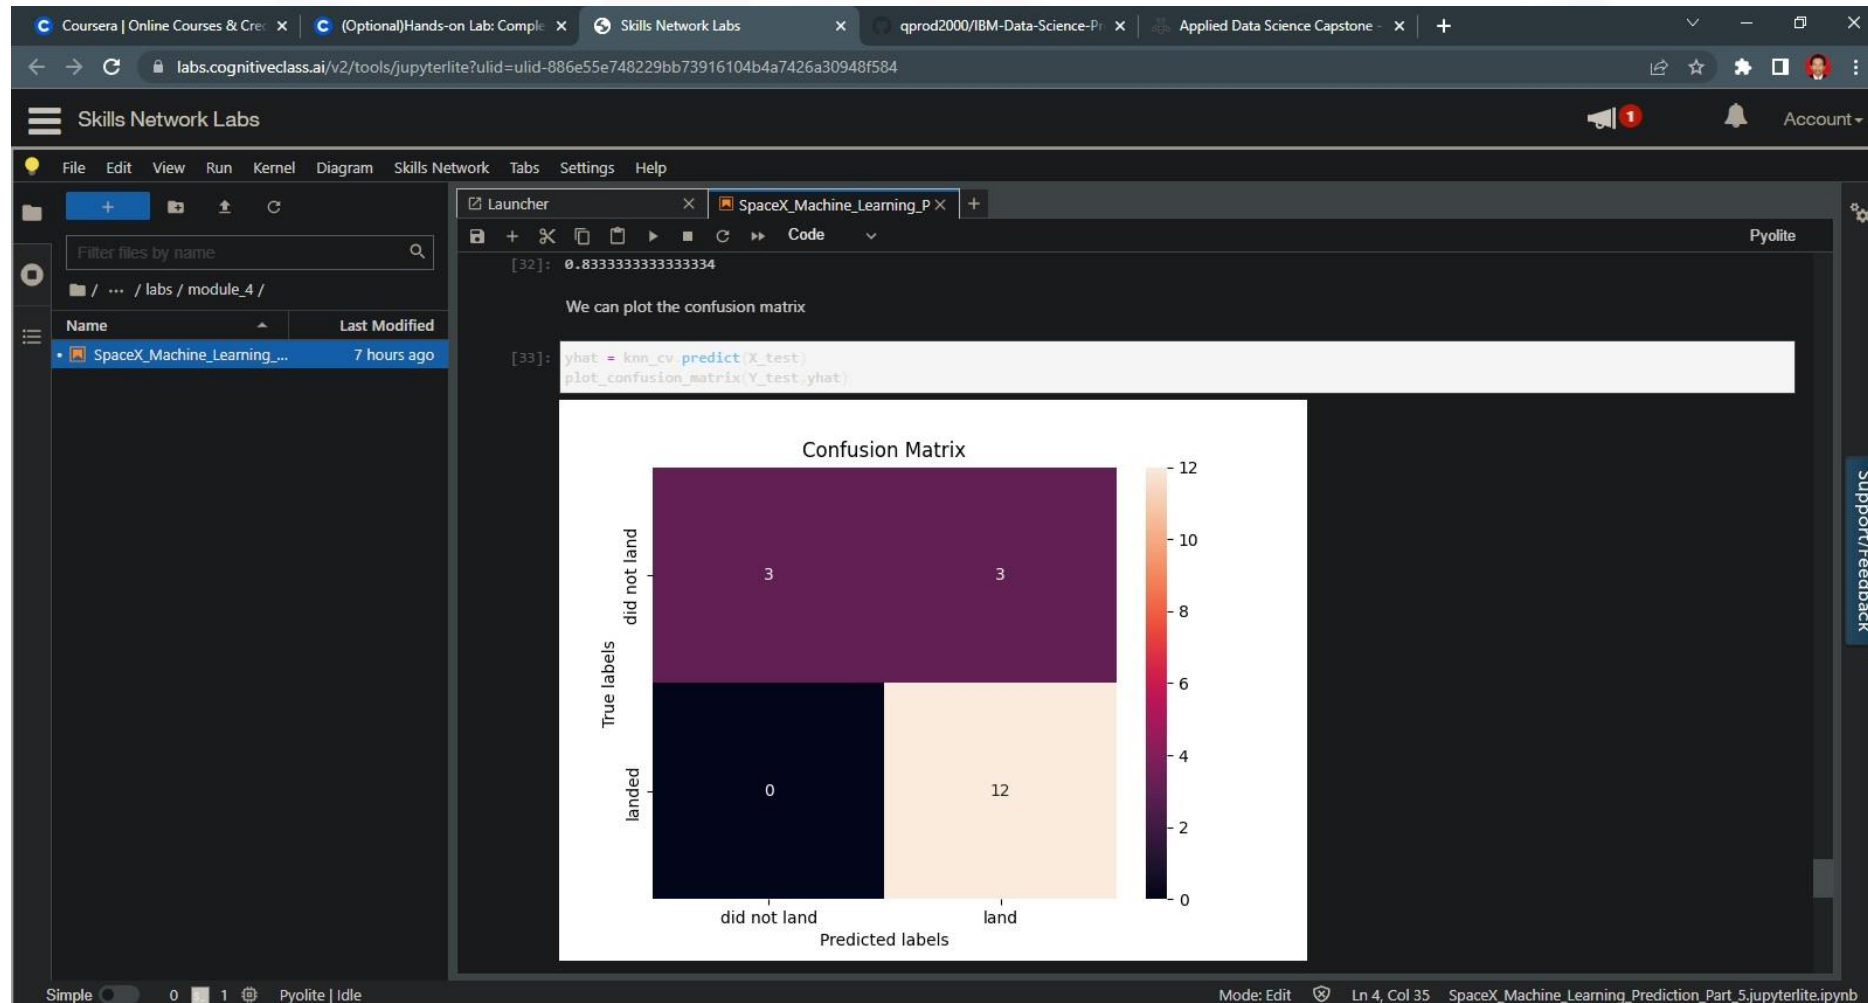 Coursera | Online Courses & Cre
(Optional)Hands-on Lab: Comple
Skills Network Labs
qprod2000/IBM-Data-Science-Pr
Applied Data Science Capstone -
labs.cognitiveclass.ai/v2/tools/jupyterlite?ulid=ulid-886e55e748229bb73916104b4a7426a30948f584
Skills Network Labs
1
Account
File Edit View Run Kernel Diagram Skills Network Tabs Settings Help
Launcher
SpaceX_Machine_Learning_P
Code
Pyolite
Filter files by name
/ ... / labs / module_4 /
Name Last Modified
SpaceX_Machine_Learning_... 7 hours ago
[32]: 0.8333333333333334
We can plot the confusion matrix
[33]: yhat = knn_cv.predict(X_test)
plot_confusion_matrix(Y_test,yhat)
Confusion Matrix
True labels
did not land
landed
3 3
0 12
did not land land
Predicted labels
12
10
8
6
4
2
0
Support/Feedback
Simple 0 1 Pyolite | Idle
Mode: Edit Ln 4, Col 35 SpaceX_Machine_Learning_Prediction_Part_5.jupyterlite.ipynb